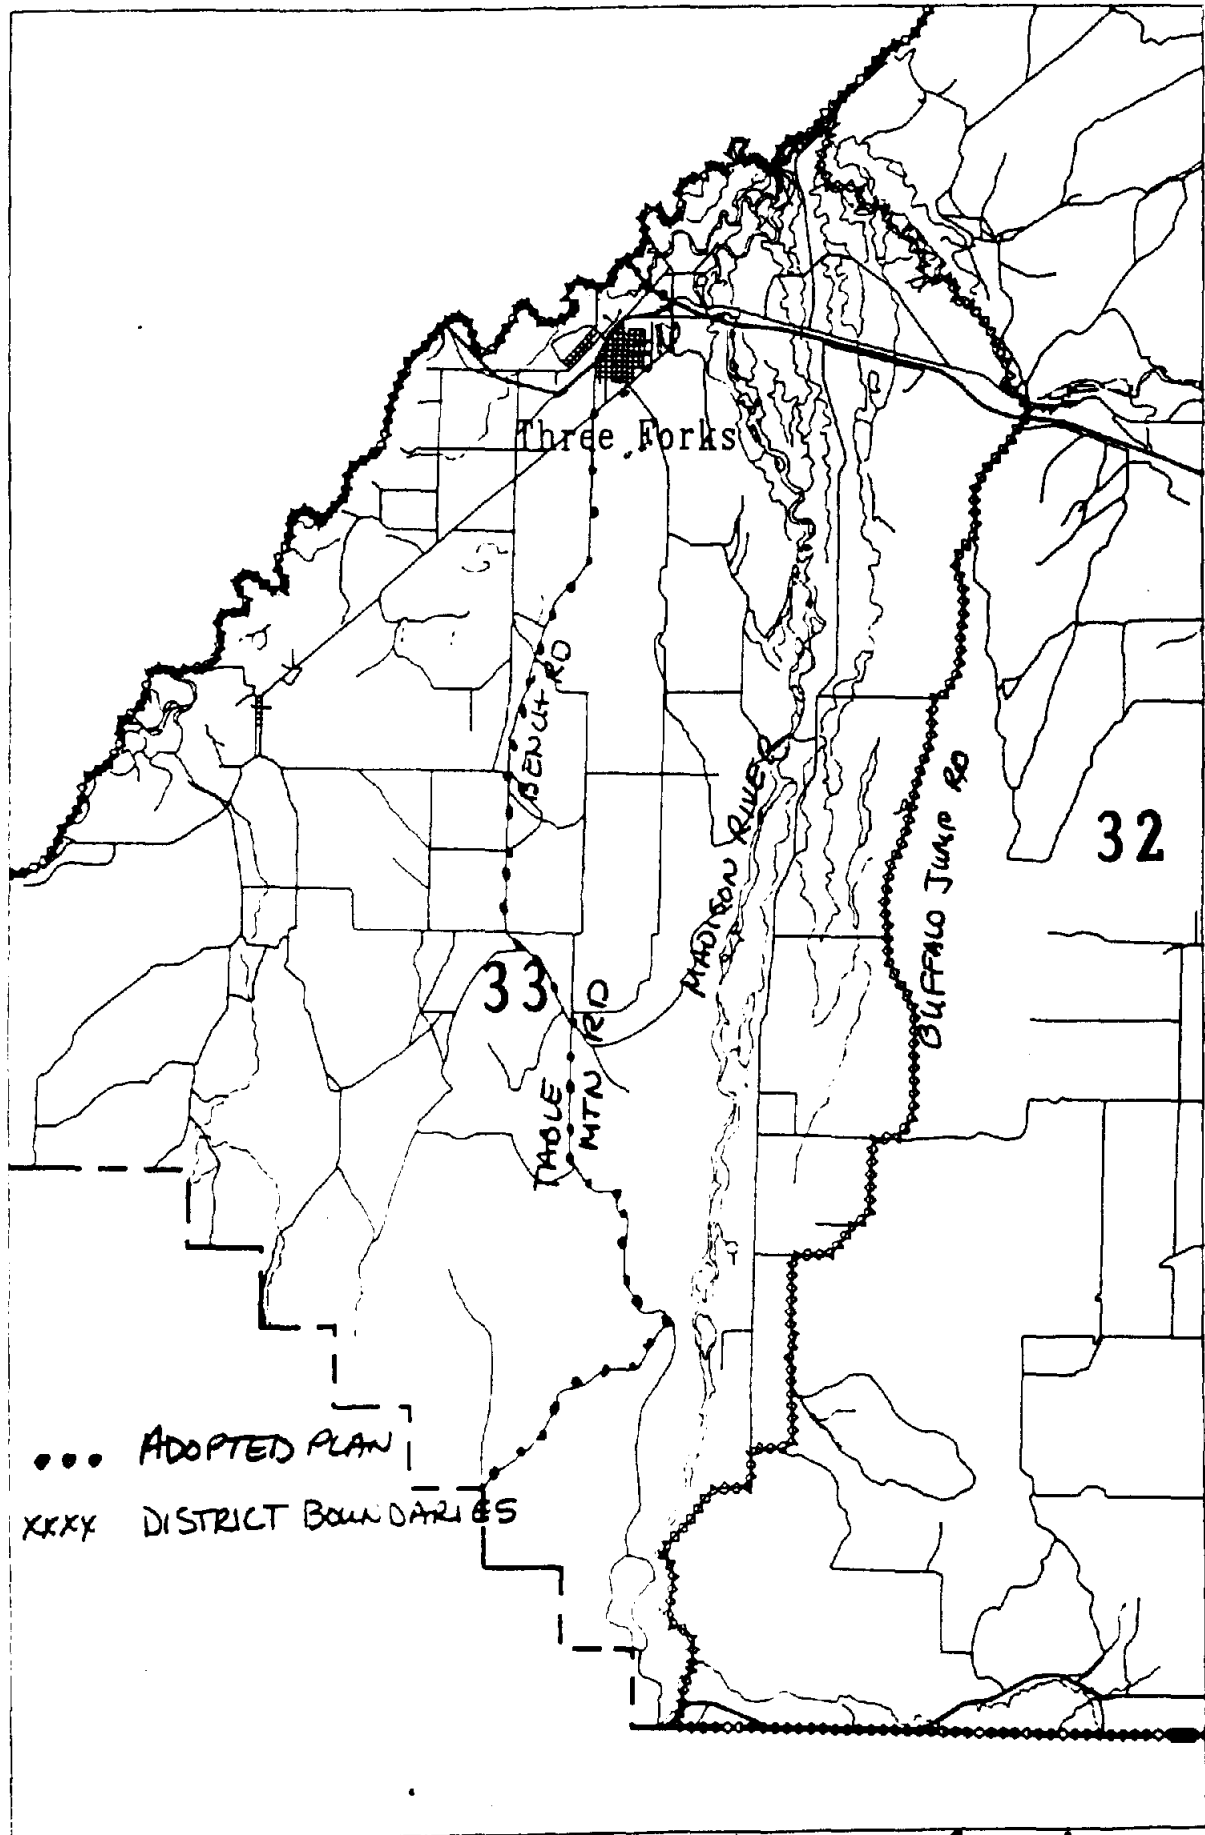 Three Forks
BENCH RD
MADISON RIVER
BUFFALO JUMP RD
32
33
TABLE
MTN RD
••• ADOPTED PLAN
xxxx DISTRICT BOUNDARIES